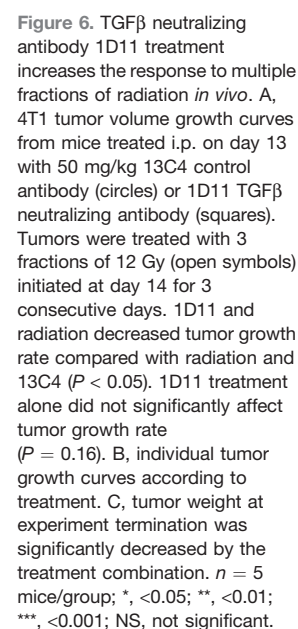 Figure 6. TGFβ neutralizing
antibody 1D11 treatment
increases the response to multiple
fractions of radiation in vivo. A,
4T1 tumor volume growth curves
from mice treated i.p. on day 13
with 50 mg/kg 13C4 control
antibody (circles) or 1D11 TGFβ
neutralizing antibody (squares).
Tumors were treated with 3
fractions of 12 Gy (open symbols)
initiated at day 14 for 3
consecutive days. 1D11 and
radiation decreased tumor growth
rate compared with radiation and
13C4 (P < 0.05). 1D11 treatment
alone did not significantly affect
tumor growth rate
(P = 0.16). B, individual tumor
growth curves according to
treatment. C, tumor weight at
experiment termination was
significantly decreased by the
treatment combination. n = 5
mice/group; *, <0.05; **, <0.01;
***, <0.001; NS, not significant.